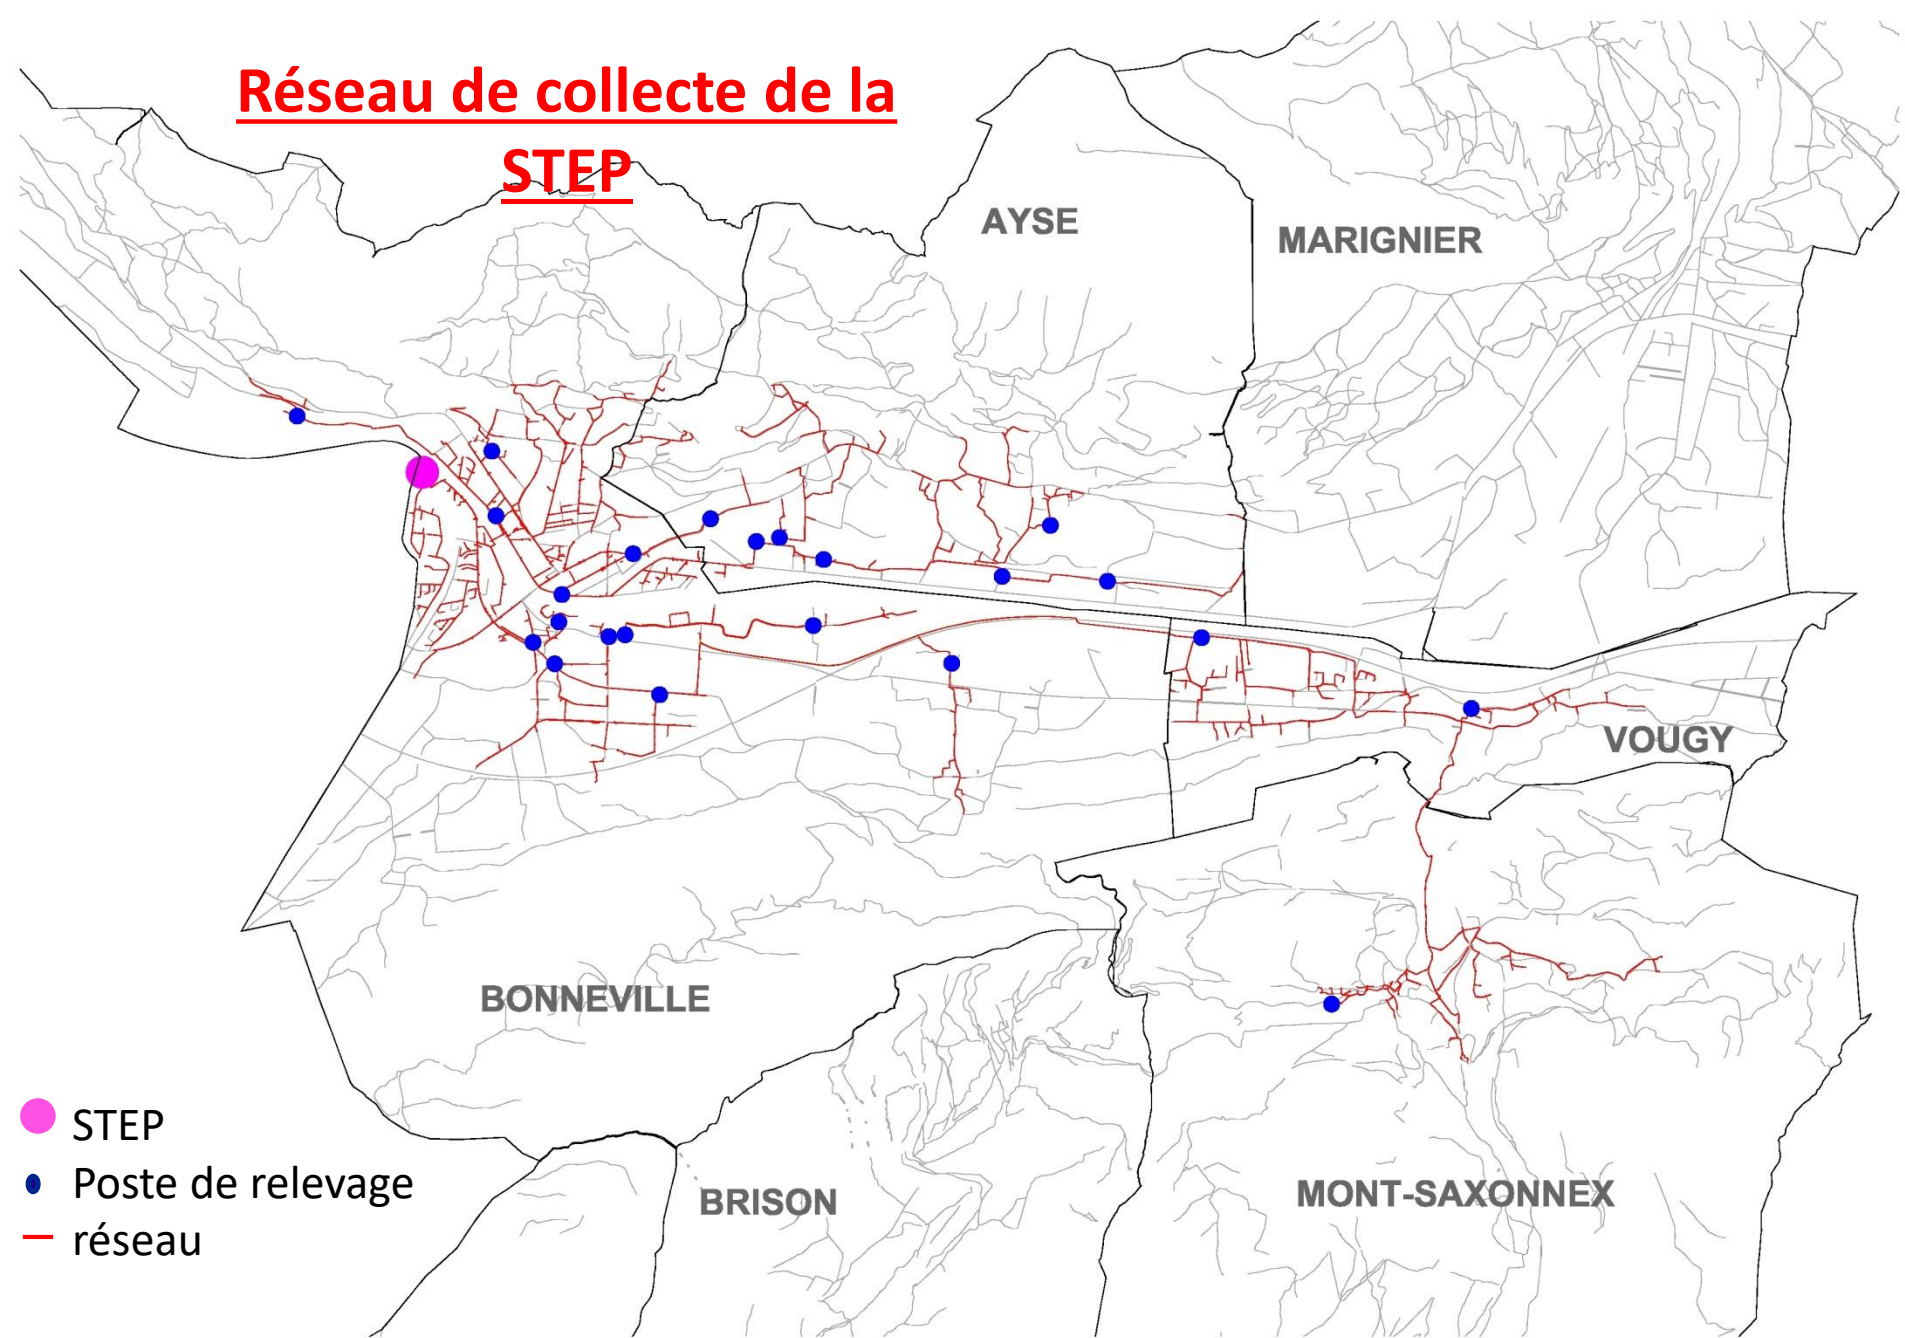 Réseau de collecte de la
STEP
AYSE
MARIGNIER
VOUGY
BONNEVILLE
BRISON
MONT-SAXONNEX
STEP
Poste de relevage
réseau